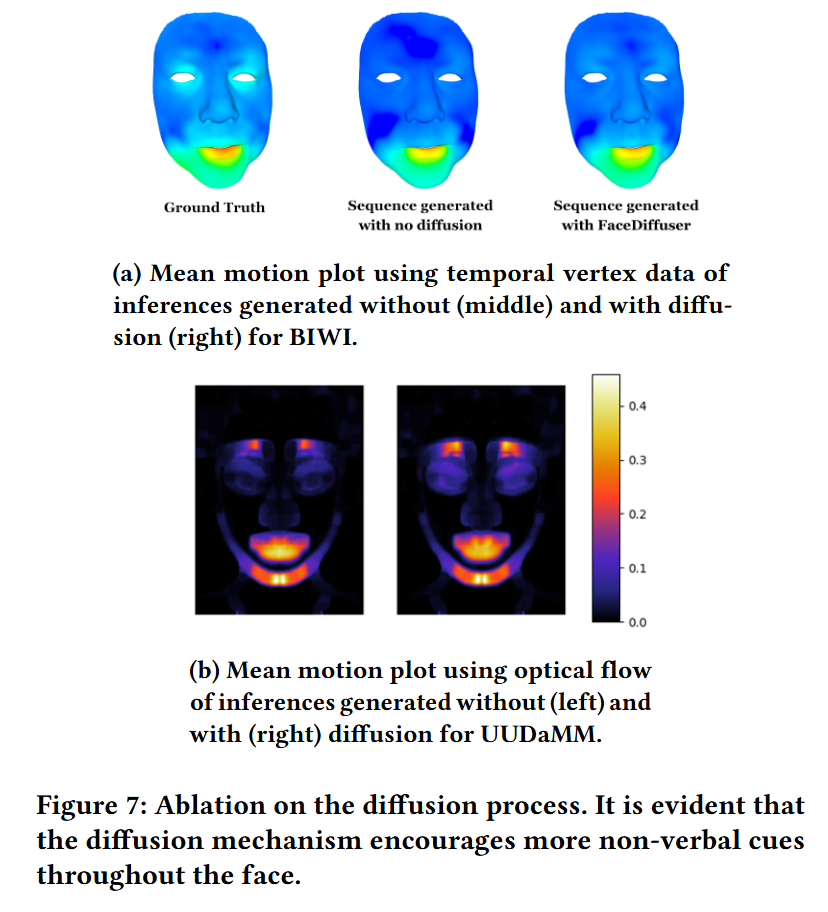 Ground Truth
Sequence generated
with no diffusion
Sequence generated
with FaceDiffuser
(a) Mean motion plot using temporal vertex data of
inferences generated without (middle) and with diffu-
sion (right) for BIWI.
0.4
0.3
0.2
0.1
0.0
(b) Mean motion plot using optical flow
of inferences generated without (left) and
with (right) diffusion for UUDaMM.
Figure 7: Ablation on the diffusion process. It is evident that
the diffusion mechanism encourages more non-verbal cues
throughout the face.